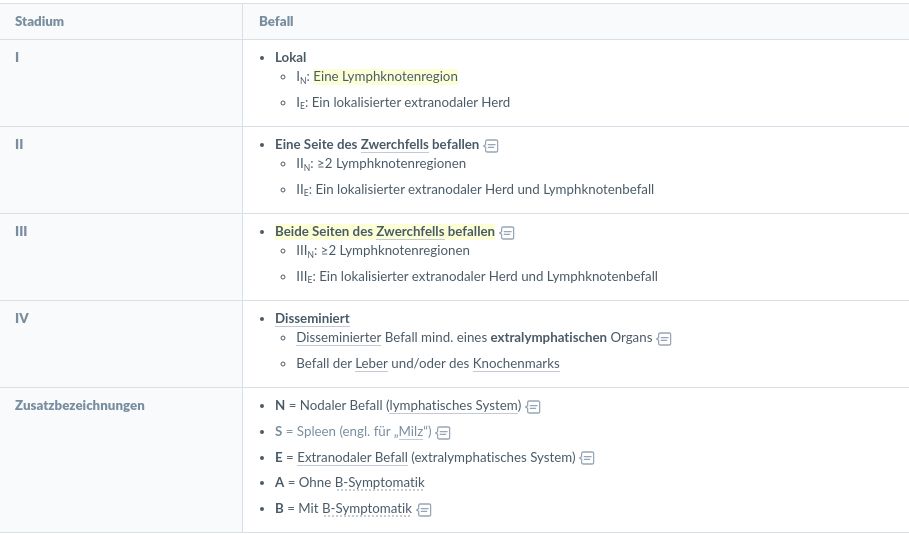 Stadium Befall
I • Lokal
◦ I_N: Eine Lymphknotenregion
◦ I_E: Ein lokalisierter extranodaler Herd
II • Eine Seite des Zwerchfells befallen
◦ II_N: ≥2 Lymphknotenregionen
◦ II_E: Ein lokalisierter extranodaler Herd und Lymphknotenbefall
III • Beide Seiten des Zwerchfells befallen
◦ III_N: ≥2 Lymphknotenregionen
◦ III_E: Ein lokalisierter extranodaler Herd und Lymphknotenbefall
IV • Disseminiert
◦ Disseminierter Befall mind. eines extralymphatischen Organs
◦ Befall der Leber und/oder des Knochenmarks
Zusatzbezeichnungen • N = Nodaler Befall (lymphatisches System)
• S = Spleen (engl. für „Milz“)
• E = Extranodaler Befall (extralymphatisches System)
• A = Ohne B-Symptomatik
• B = Mit B-Symptomatik